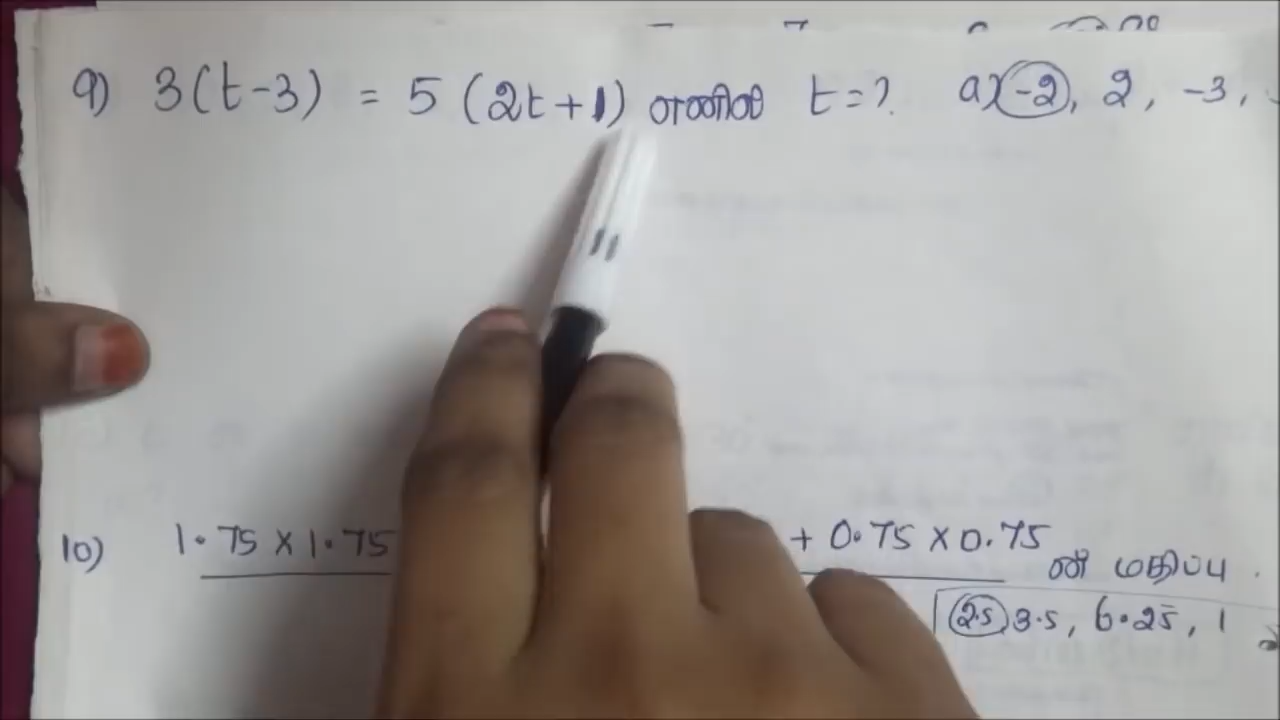 9) 3(t-3) = 5 (2t+1) எனில் t=? a) -2, 2, -3,
10) 1.75 X 1.75 + 0.75 X 0.75 ன் மதிப்பு
2.5 3.5, 6.25, 1